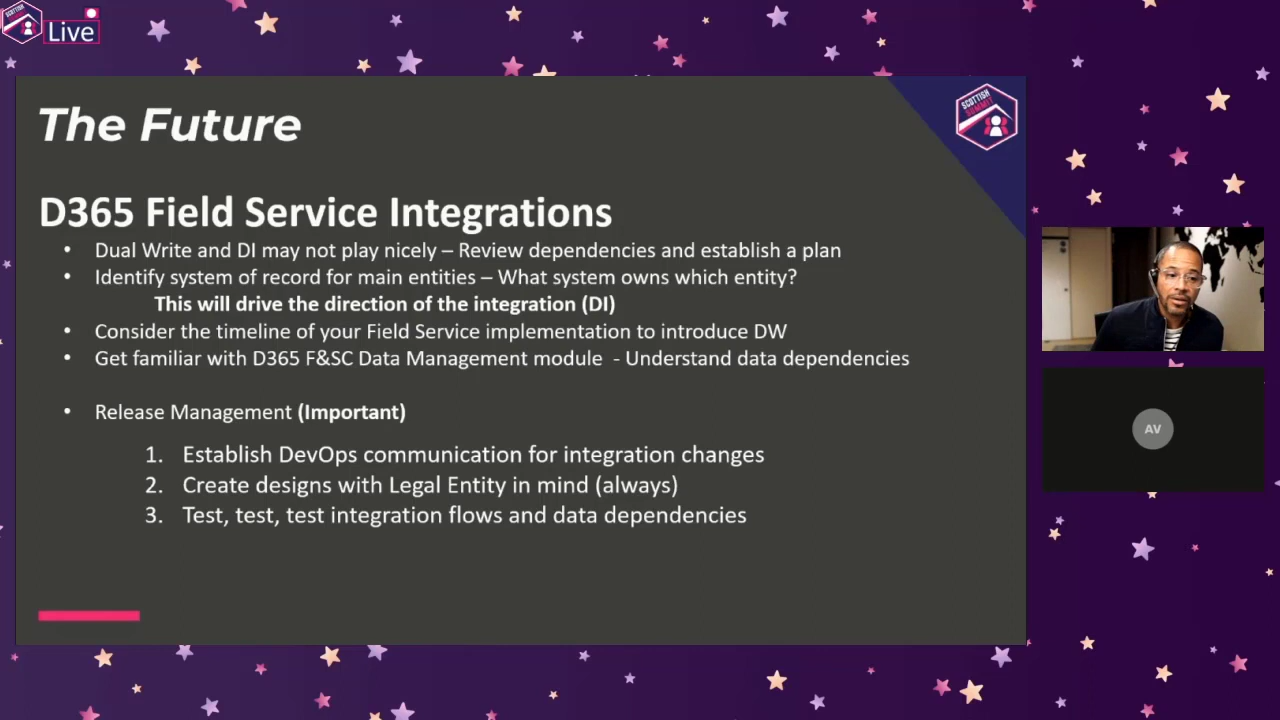 Live
The Future
SCOTTISH
SUMMIT
D365 Field Service Integrations
• Dual Write and DI may not play nicely – Review dependencies and establish a plan
• Identify system of record for main entities – What system owns which entity?
This will drive the direction of the integration (DI)
• Consider the timeline of your Field Service implementation to introduce DW
• Get familiar with D365 F&SC Data Management module - Understand data dependencies
• Release Management (Important)
1. Establish DevOps communication for integration changes
2. Create designs with Legal Entity in mind (always)
3. Test, test, test integration flows and data dependencies
AV